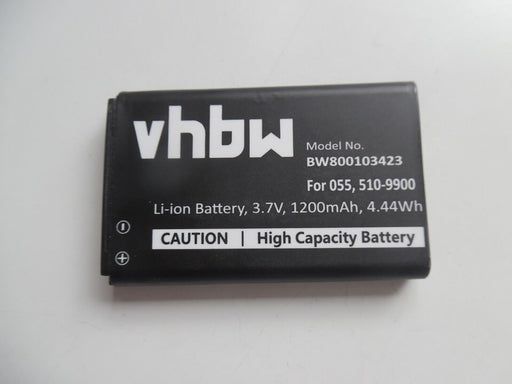 vhbw
Model No.
BW800103423
For 055, 510-9900
Li-ion Battery, 3.7V, 1200mAh, 4.44Wh
CAUTION | High Capacity Battery